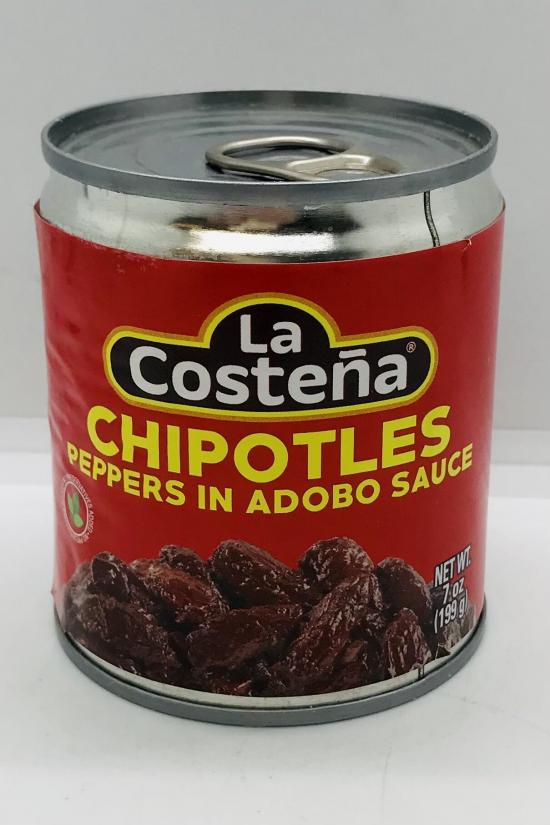 La
Costeña®
CHIPOTLES
PEPPERS IN ADOBO SAUCE
NET WT.
7 oz
(199 g)